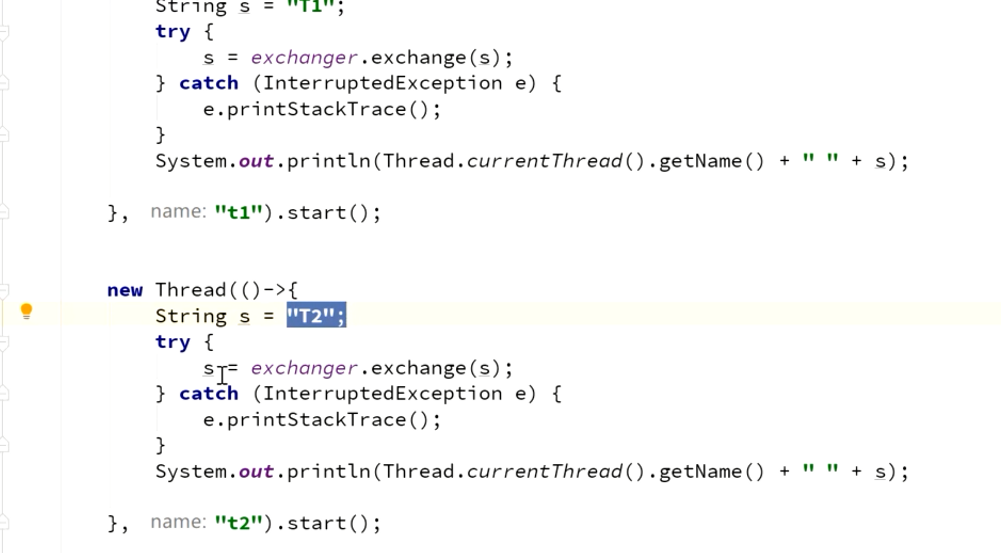 String s = "T1";
try {
s = exchanger.exchange(s);
} catch (InterruptedException e) {
e.printStackTrace();
}
System.out.println(Thread.currentThread().getName() + " " + s);
}, name: "t1").start();
new Thread(()->{
String s = "T2";
try {
s = exchanger.exchange(s);
} catch (InterruptedException e) {
e.printStackTrace();
}
System.out.println(Thread.currentThread().getName() + " " + s);
}, name: "t2").start();